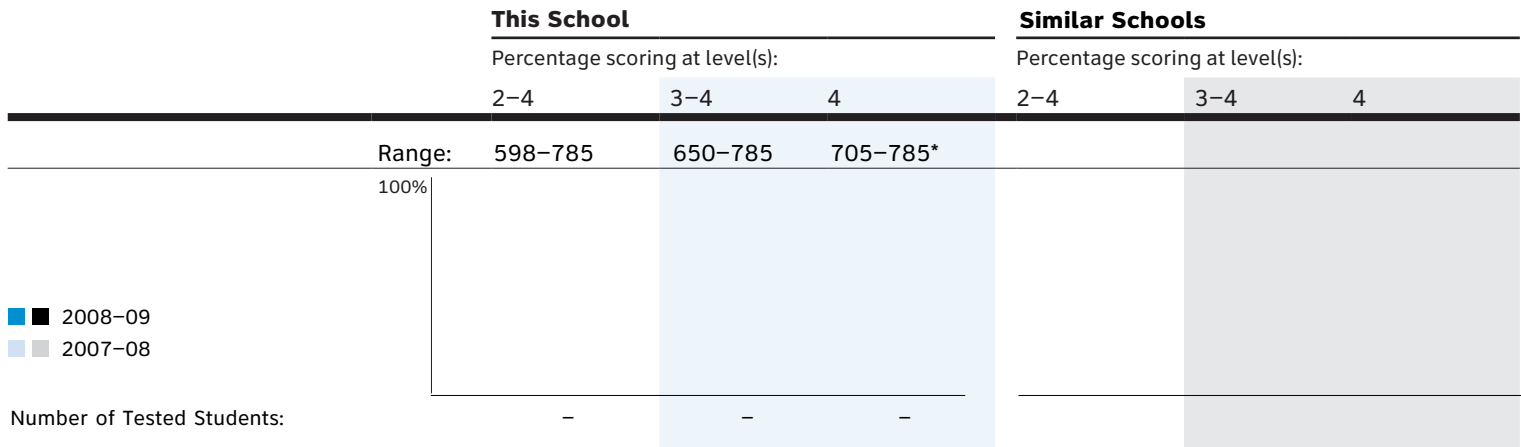 This School Similar Schools
Percentage scoring at level(s): Percentage scoring at level(s):
2–4 3–4 4 2–4 3–4 4
Range: 598–785 650–785 705–785*
100%
2008–09
2007–08
Number of Tested Students: – – –